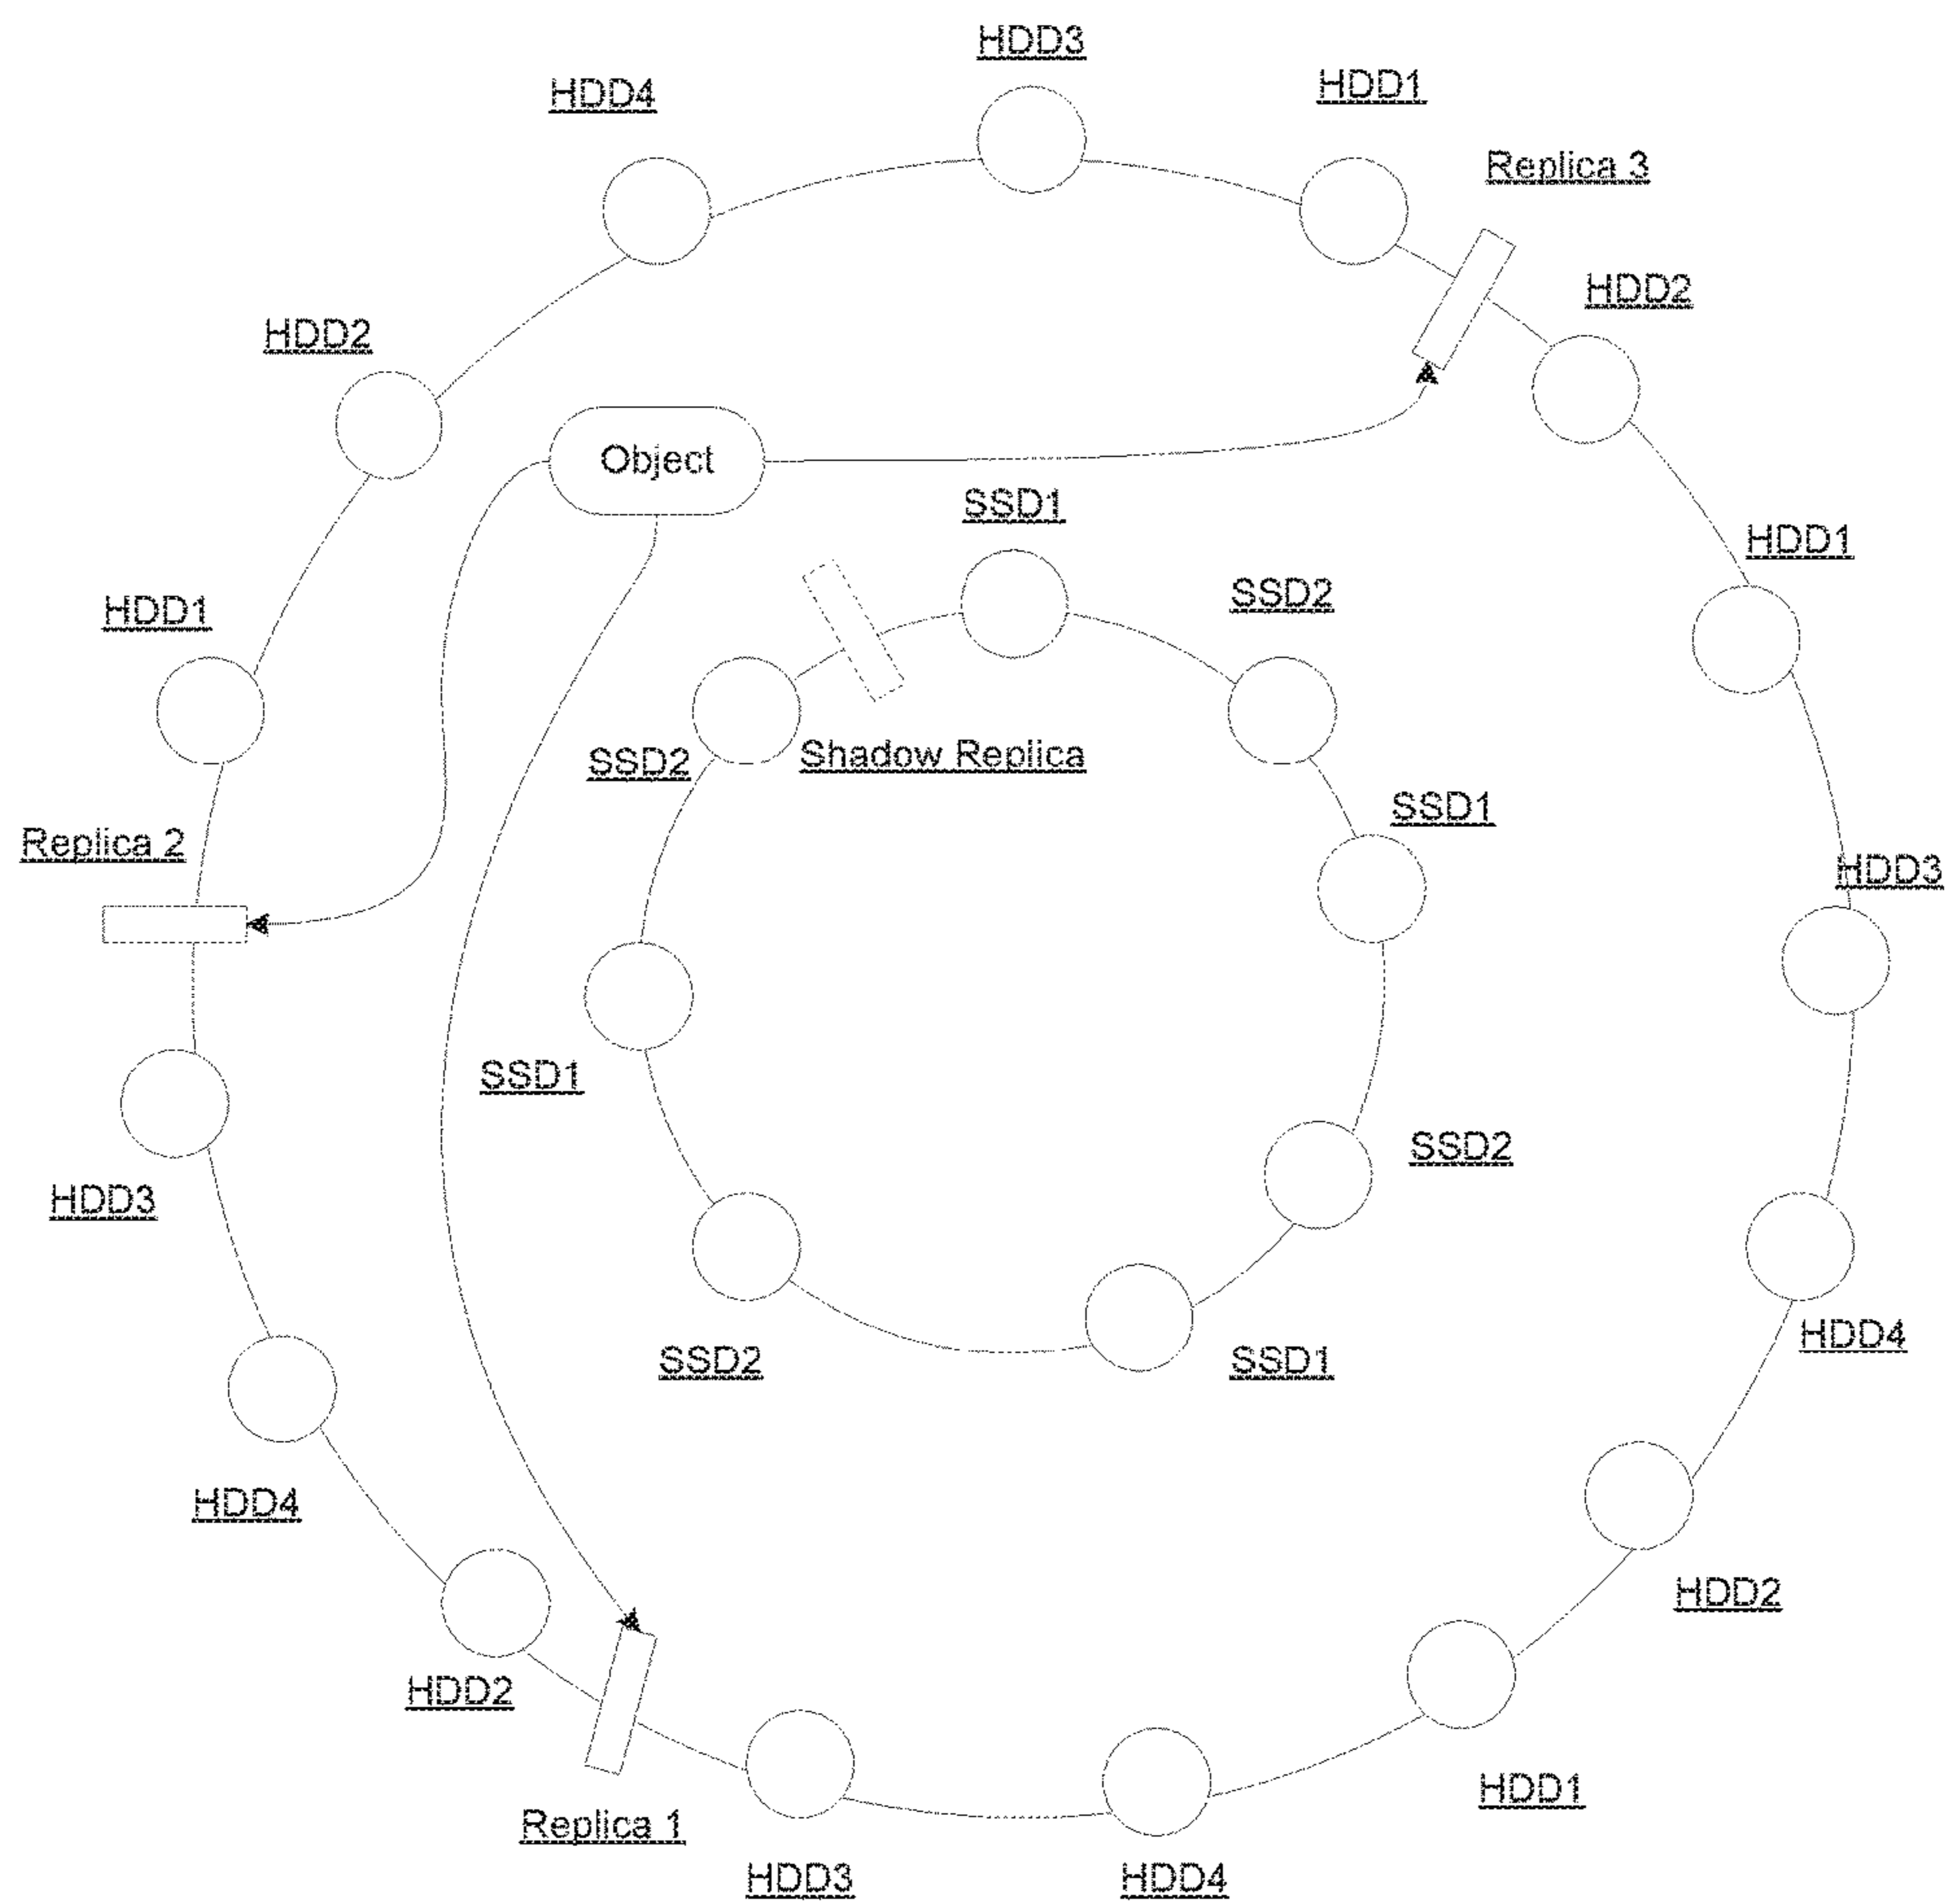 HDD3
HDD1
HDD4
Replica 3
HDD2
HDD2
Object
SSD1
HDD1
SSD2
HDD1
Shadow Replica
SSD2
SSD1
Replica 2
HDD3
SSD1
SSD2
HDD3
HDD4
SSD2
SSD1
HDD4
HDD2
HDD2
HDD1
Replica 1
HDD3
HDD4